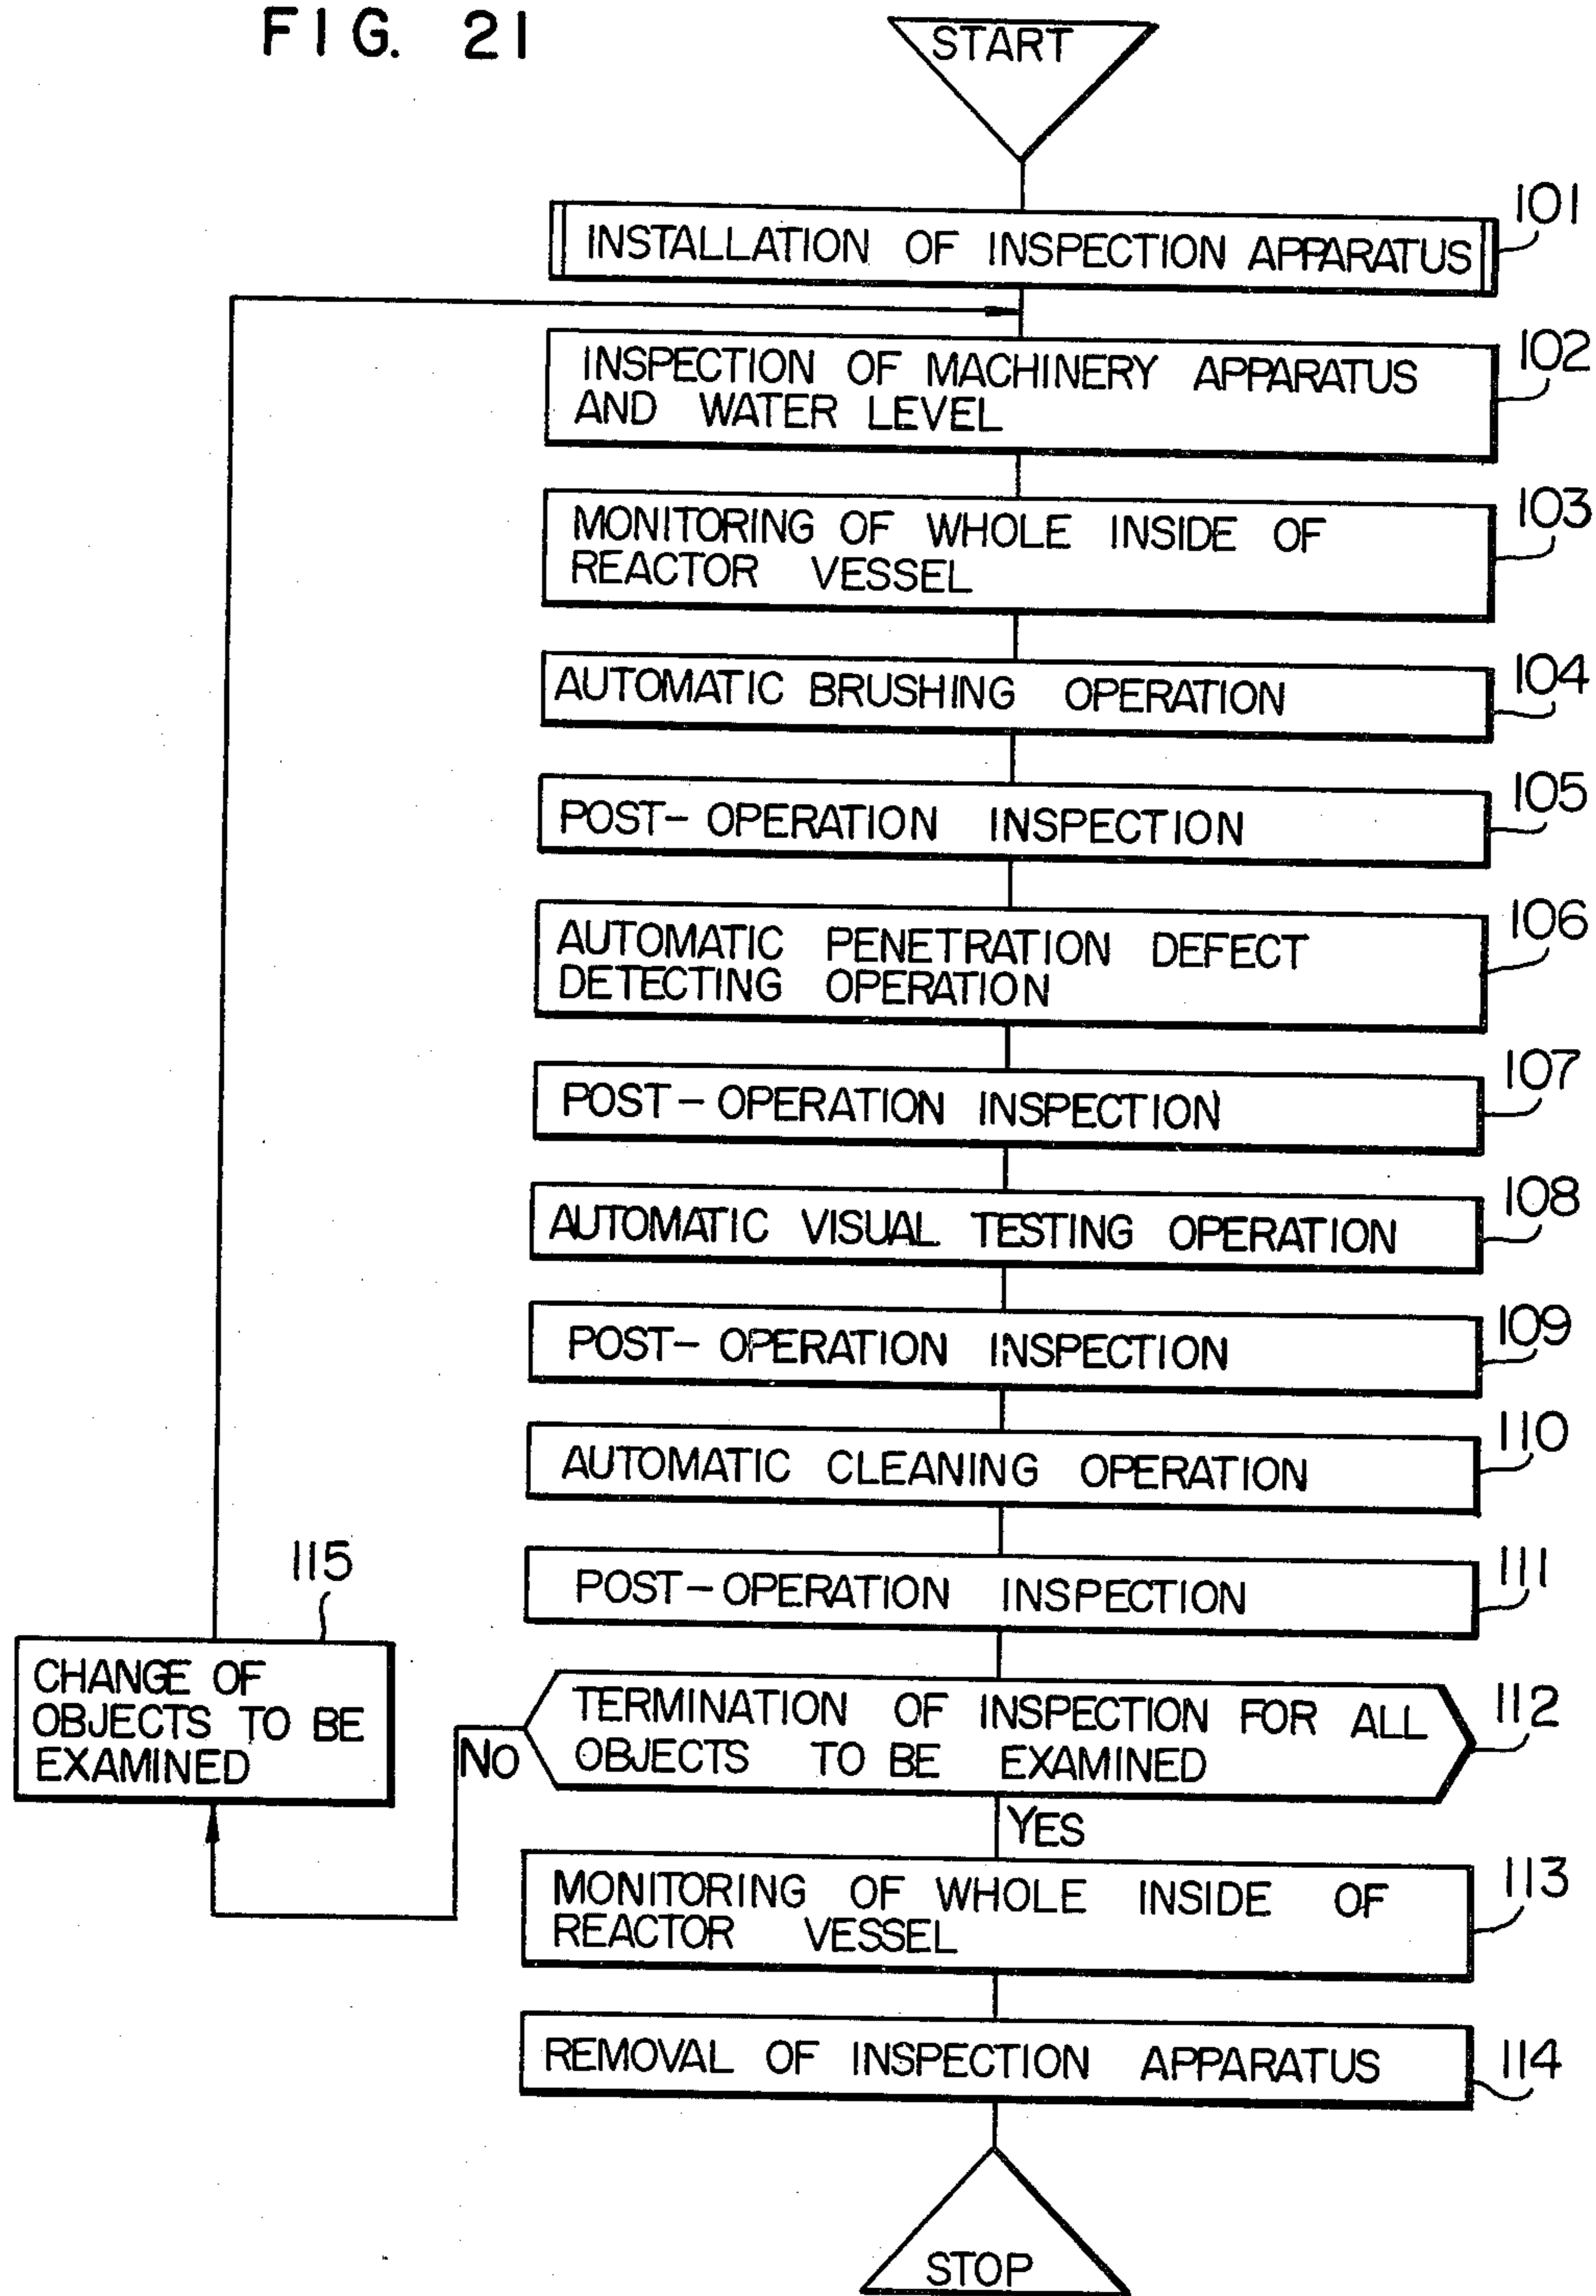 FIG. 21
START
101
INSTALLATION OF INSPECTION APPARATUS
102
INSPECTION OF MACHINERY APPARATUS
AND WATER LEVEL
103
MONITORING OF WHOLE INSIDE OF
REACTOR VESSEL
104
AUTOMATIC BRUSHING OPERATION
105
POST-OPERATION INSPECTION
106
AUTOMATIC PENETRATION DEFECT
DETECTING OPERATION
107
POST-OPERATION INSPECTION
108
AUTOMATIC VISUAL TESTING OPERATION
109
POST-OPERATION INSPECTION
110
AUTOMATIC CLEANING OPERATION
111
POST-OPERATION INSPECTION
115
CHANGE OF
OBJECTS TO BE
EXAMINED
112
TERMINATION OF INSPECTION FOR ALL
OBJECTS TO BE EXAMINED
NO
YES
113
MONITORING OF WHOLE INSIDE OF
REACTOR VESSEL
114
REMOVAL OF INSPECTION APPARATUS
STOP